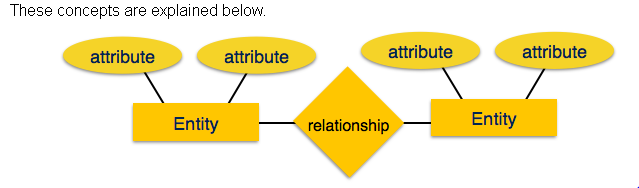 These concepts are explained below.
attribute attribute attribute attribute
Entity relationship Entity